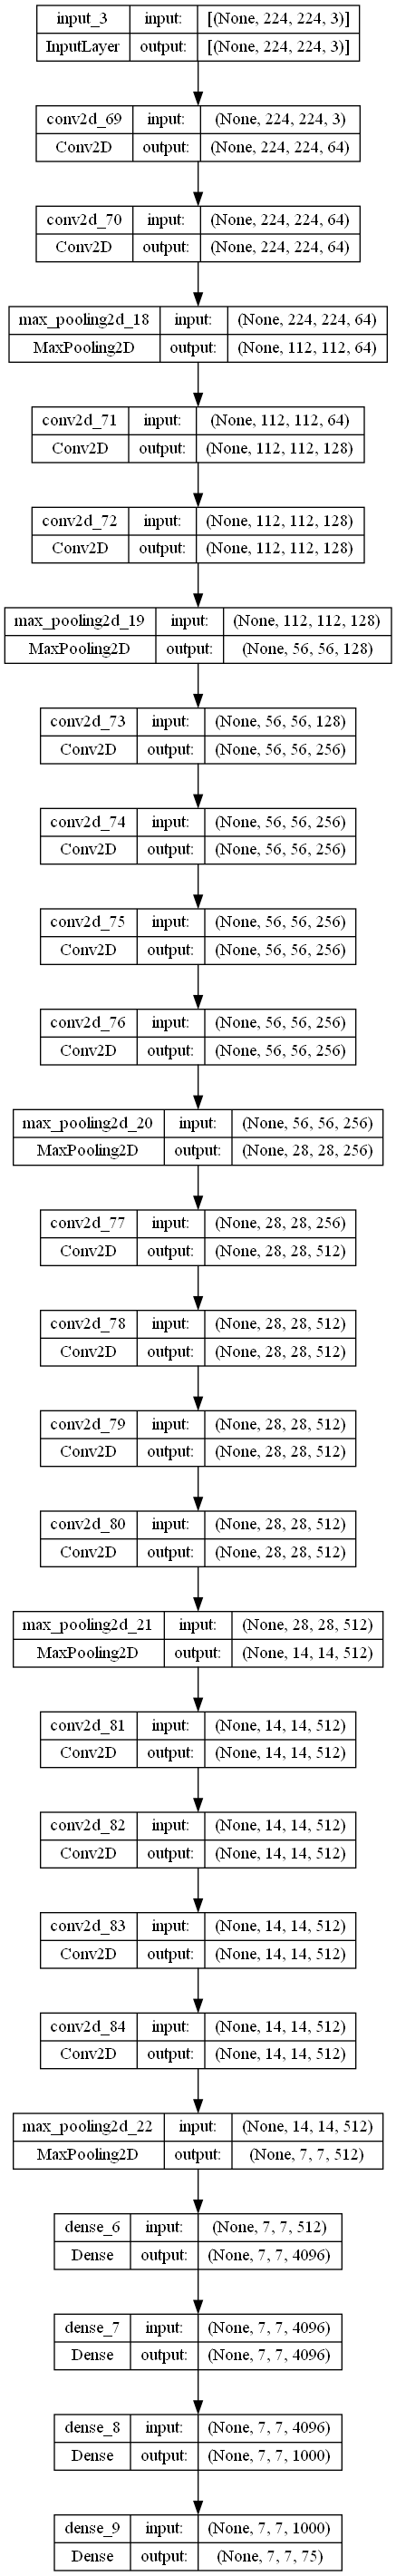 input_3 input: [(None, 224, 224, 3)]
InputLayer output: [(None, 224, 224, 3)]
conv2d_69 input: (None, 224, 224, 3)
Conv2D output: (None, 224, 224, 64)
conv2d_70 input: (None, 224, 224, 64)
Conv2D output: (None, 224, 224, 64)
max_pooling2d_18 input: (None, 224, 224, 64)
MaxPooling2D output: (None, 112, 112, 64)
conv2d_71 input: (None, 112, 112, 64)
Conv2D output: (None, 112, 112, 128)
conv2d_72 input: (None, 112, 112, 128)
Conv2D output: (None, 112, 112, 128)
max_pooling2d_19 input: (None, 112, 112, 128)
MaxPooling2D output: (None, 56, 56, 128)
conv2d_73 input: (None, 56, 56, 128)
Conv2D output: (None, 56, 56, 256)
conv2d_74 input: (None, 56, 56, 256)
Conv2D output: (None, 56, 56, 256)
conv2d_75 input: (None, 56, 56, 256)
Conv2D output: (None, 56, 56, 256)
conv2d_76 input: (None, 56, 56, 256)
Conv2D output: (None, 56, 56, 256)
max_pooling2d_20 input: (None, 56, 56, 256)
MaxPooling2D output: (None, 28, 28, 256)
conv2d_77 input: (None, 28, 28, 256)
Conv2D output: (None, 28, 28, 512)
conv2d_78 input: (None, 28, 28, 512)
Conv2D output: (None, 28, 28, 512)
conv2d_79 input: (None, 28, 28, 512)
Conv2D output: (None, 28, 28, 512)
conv2d_80 input: (None, 28, 28, 512)
Conv2D output: (None, 28, 28, 512)
max_pooling2d_21 input: (None, 28, 28, 512)
MaxPooling2D output: (None, 14, 14, 512)
conv2d_81 input: (None, 14, 14, 512)
Conv2D output: (None, 14, 14, 512)
conv2d_82 input: (None, 14, 14, 512)
Conv2D output: (None, 14, 14, 512)
conv2d_83 input: (None, 14, 14, 512)
Conv2D output: (None, 14, 14, 512)
conv2d_84 input: (None, 14, 14, 512)
Conv2D output: (None, 14, 14, 512)
max_pooling2d_22 input: (None, 14, 14, 512)
MaxPooling2D output: (None, 7, 7, 512)
dense_6 input: (None, 7, 7, 512)
Dense output: (None, 7, 7, 4096)
dense_7 input: (None, 7, 7, 4096)
Dense output: (None, 7, 7, 4096)
dense_8 input: (None, 7, 7, 4096)
Dense output: (None, 7, 7, 1000)
dense_9 input: (None, 7, 7, 1000)
Dense output: (None, 7, 7, 75)